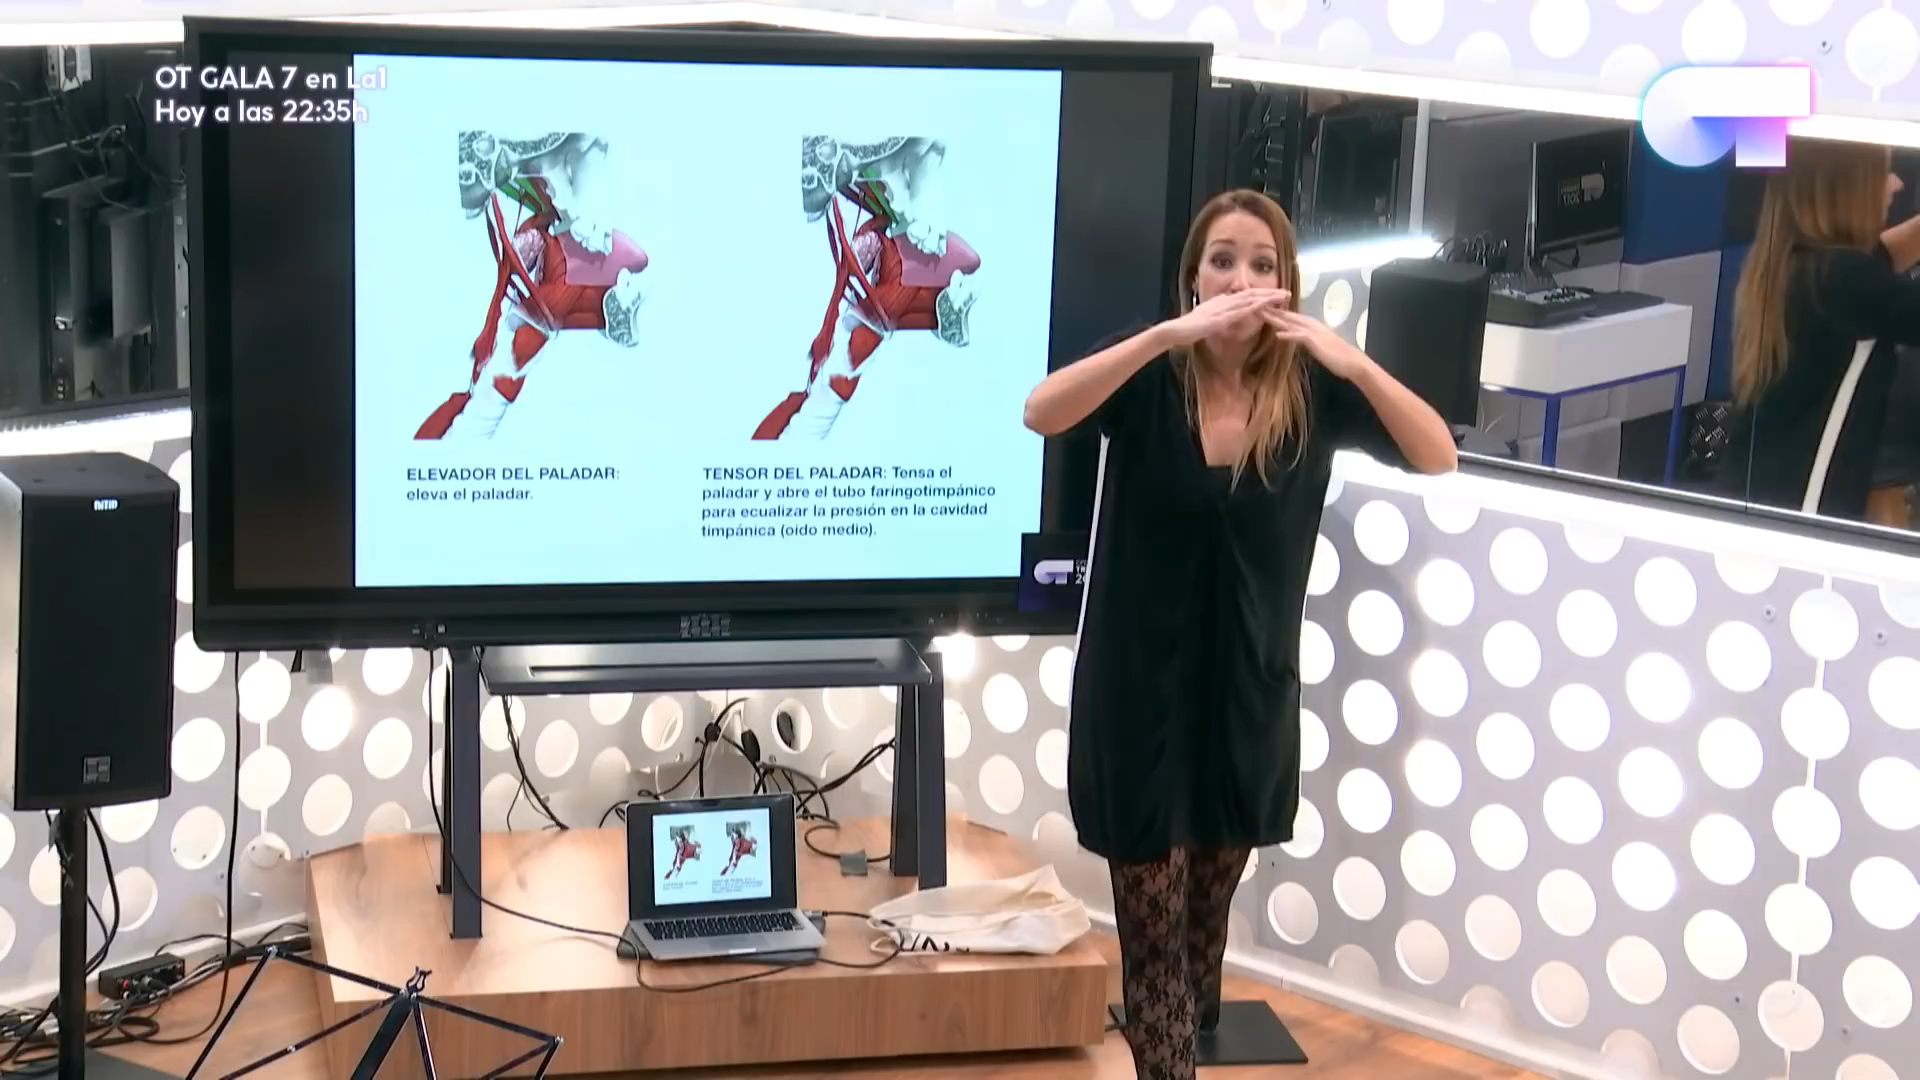 OT GALA 7 en La1
Hoy a las 22:35h
ELEVADOR DEL PALADAR:
eleva el paladar.
TENSOR DEL PALADAR: Tensa el
paladar y abre el tubo faringotimpánico
para ecualizar la presión en la cavidad
timpánica (oido medio).